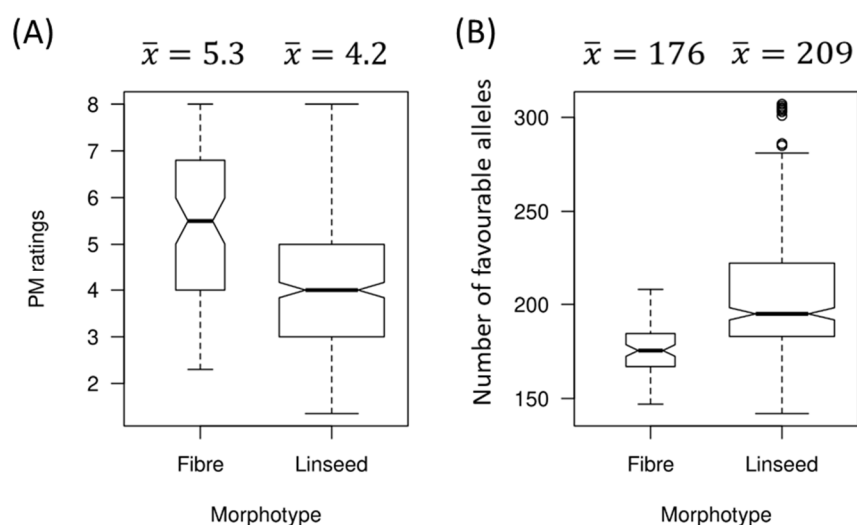 (A)
x̄ = 5.3 x̄ = 4.2
PM ratings
8
7
6
5
4
3
2
Fibre Linseed
Morphotype
(B)
x̄ = 176 x̄ = 209
Number of favourable alleles
300
250
200
150
Fibre Linseed
Morphotype